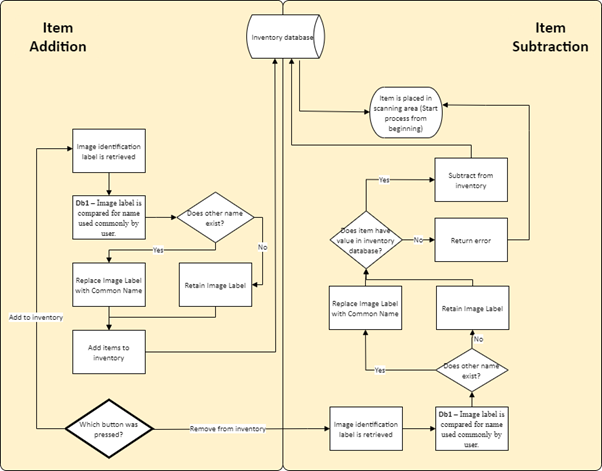 Item
Addition
Inventory database
Item
Subtraction
Item is placed in
scanning area (Start
process from
beginning)
Image identification
label is retrieved
Db1 – Image label is
compared for name
used commonly by
user.
Does other name
exist?
Yes
No
Replace Image Label
with Common Name
Retain Image Label
Add to inventory
Add items to
inventory
Which button was
pressed?
Remove from inventory
Yes
Subtract from
inventory
Does item have
value in inventory
database?
No
Return error
Replace Image Label
with Common Name
Retain Image Label
No
Yes
Does other name
exist?
Image identification
label is retrieved
Db1 – Image label is
compared for name
used commonly by
user.